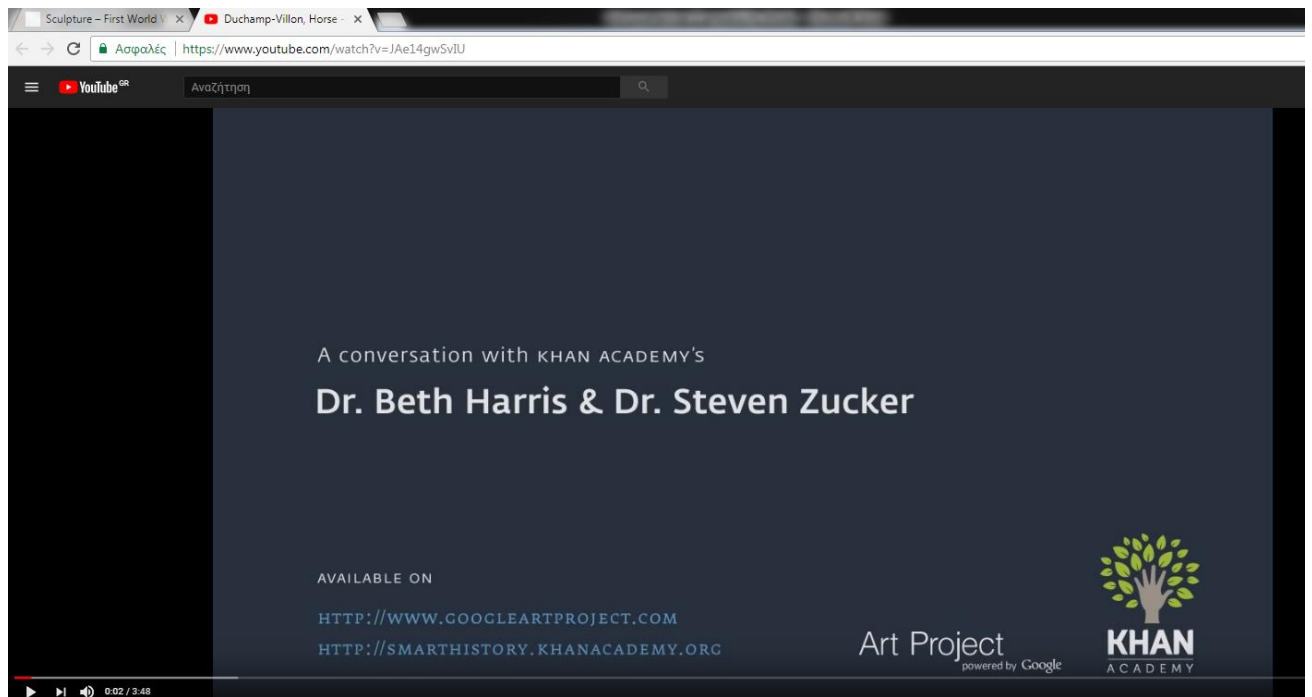 Sculpture – First World V
Duchamp-Villon, Horse -
Ασφαλές | https://www.youtube.com/watch?v=JAe14gwSvIU
YouTube GR
Αναζήτηση
A conversation with KHAN ACADEMY'S
Dr. Beth Harris & Dr. Steven Zucker
AVAILABLE ON
HTTP://WWW.GOOGLEARTPROJECT.COM
HTTP://SMARTHISTORY.KHANACADEMY.ORG
Art Project
powered by Google
KHAN
ACADEMY
0:02 / 3:48